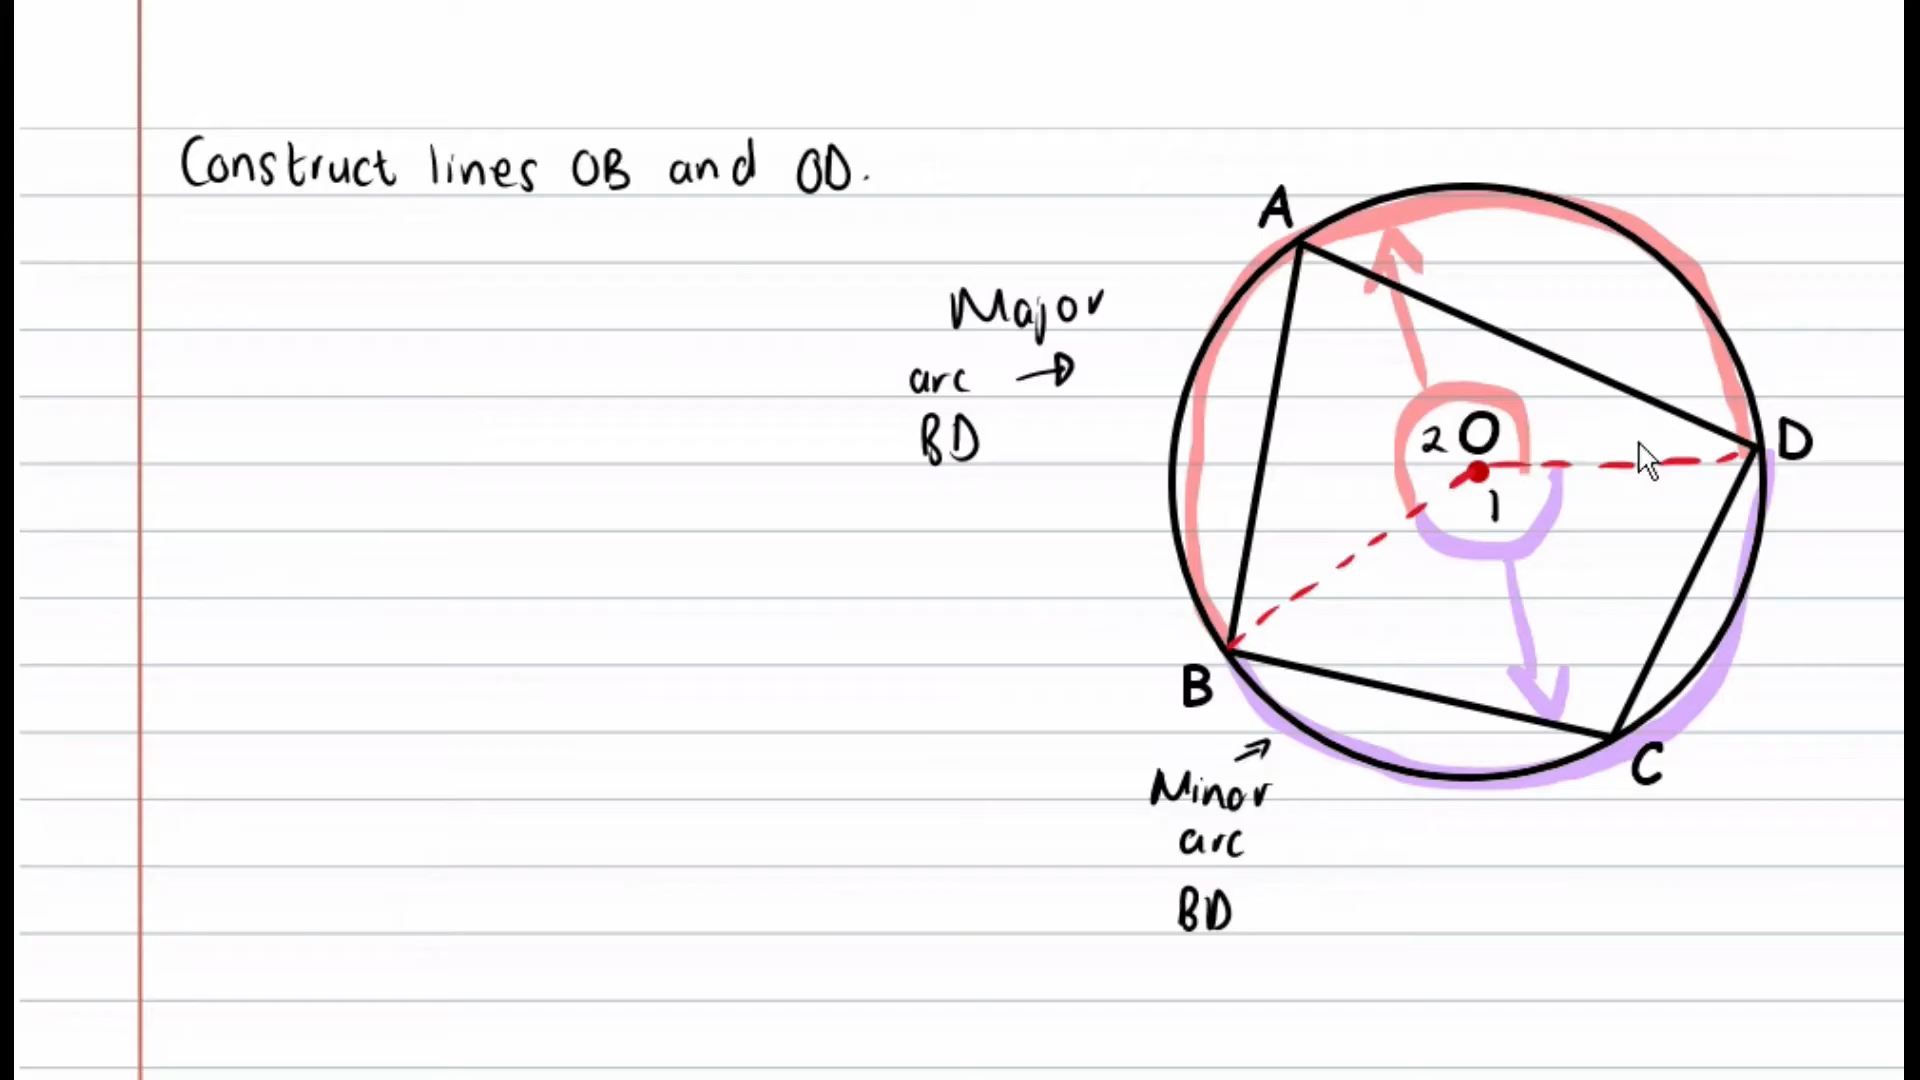 Construct lines OB and OD.
A
Major
arc
BD
2 O
D
1
B
C
Minor
arc
BD